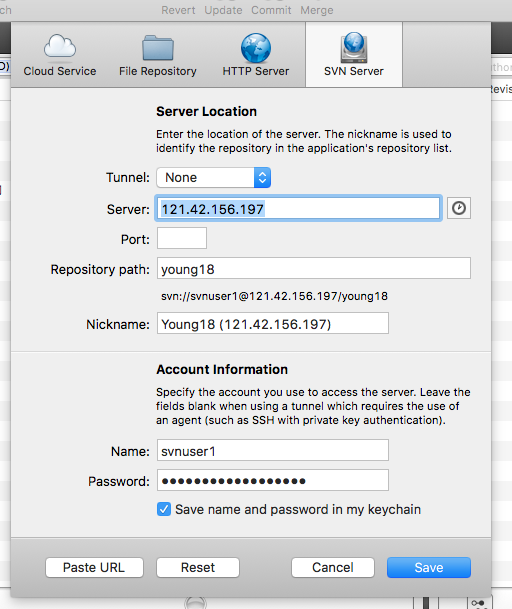 Revert Update Commit Merge
Cloud Service File Repository HTTP Server SVN Server
Server Location
Enter the location of the server. The nickname is used to
identify the repository in the application's repository list.
Tunnel: None
Server: 121.42.156.197
Port:
Repository path: young18
svn://svnuser1@121.42.156.197/young18
Nickname: Young18 (121.42.156.197)
Account Information
Specify the account you use to access the server. Leave the
fields blank when using a tunnel which requires the use of
an agent (such as SSH with private key authentication).
Name: svnuser1
Password: ●●●●●●●●●●●●●●●●●●
Save name and password in my keychain
Paste URL Reset Cancel Save